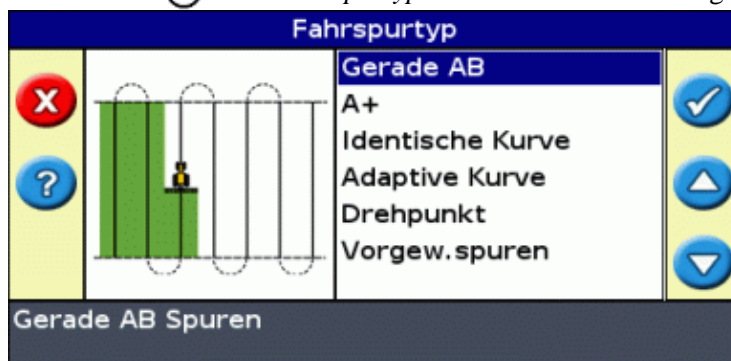 Fahrspurtyp
Gerade AB
A+
Identische Kurve
Adaptive Kurve
Drehpunkt
Vorgew.spuren
Gerade AB Spuren